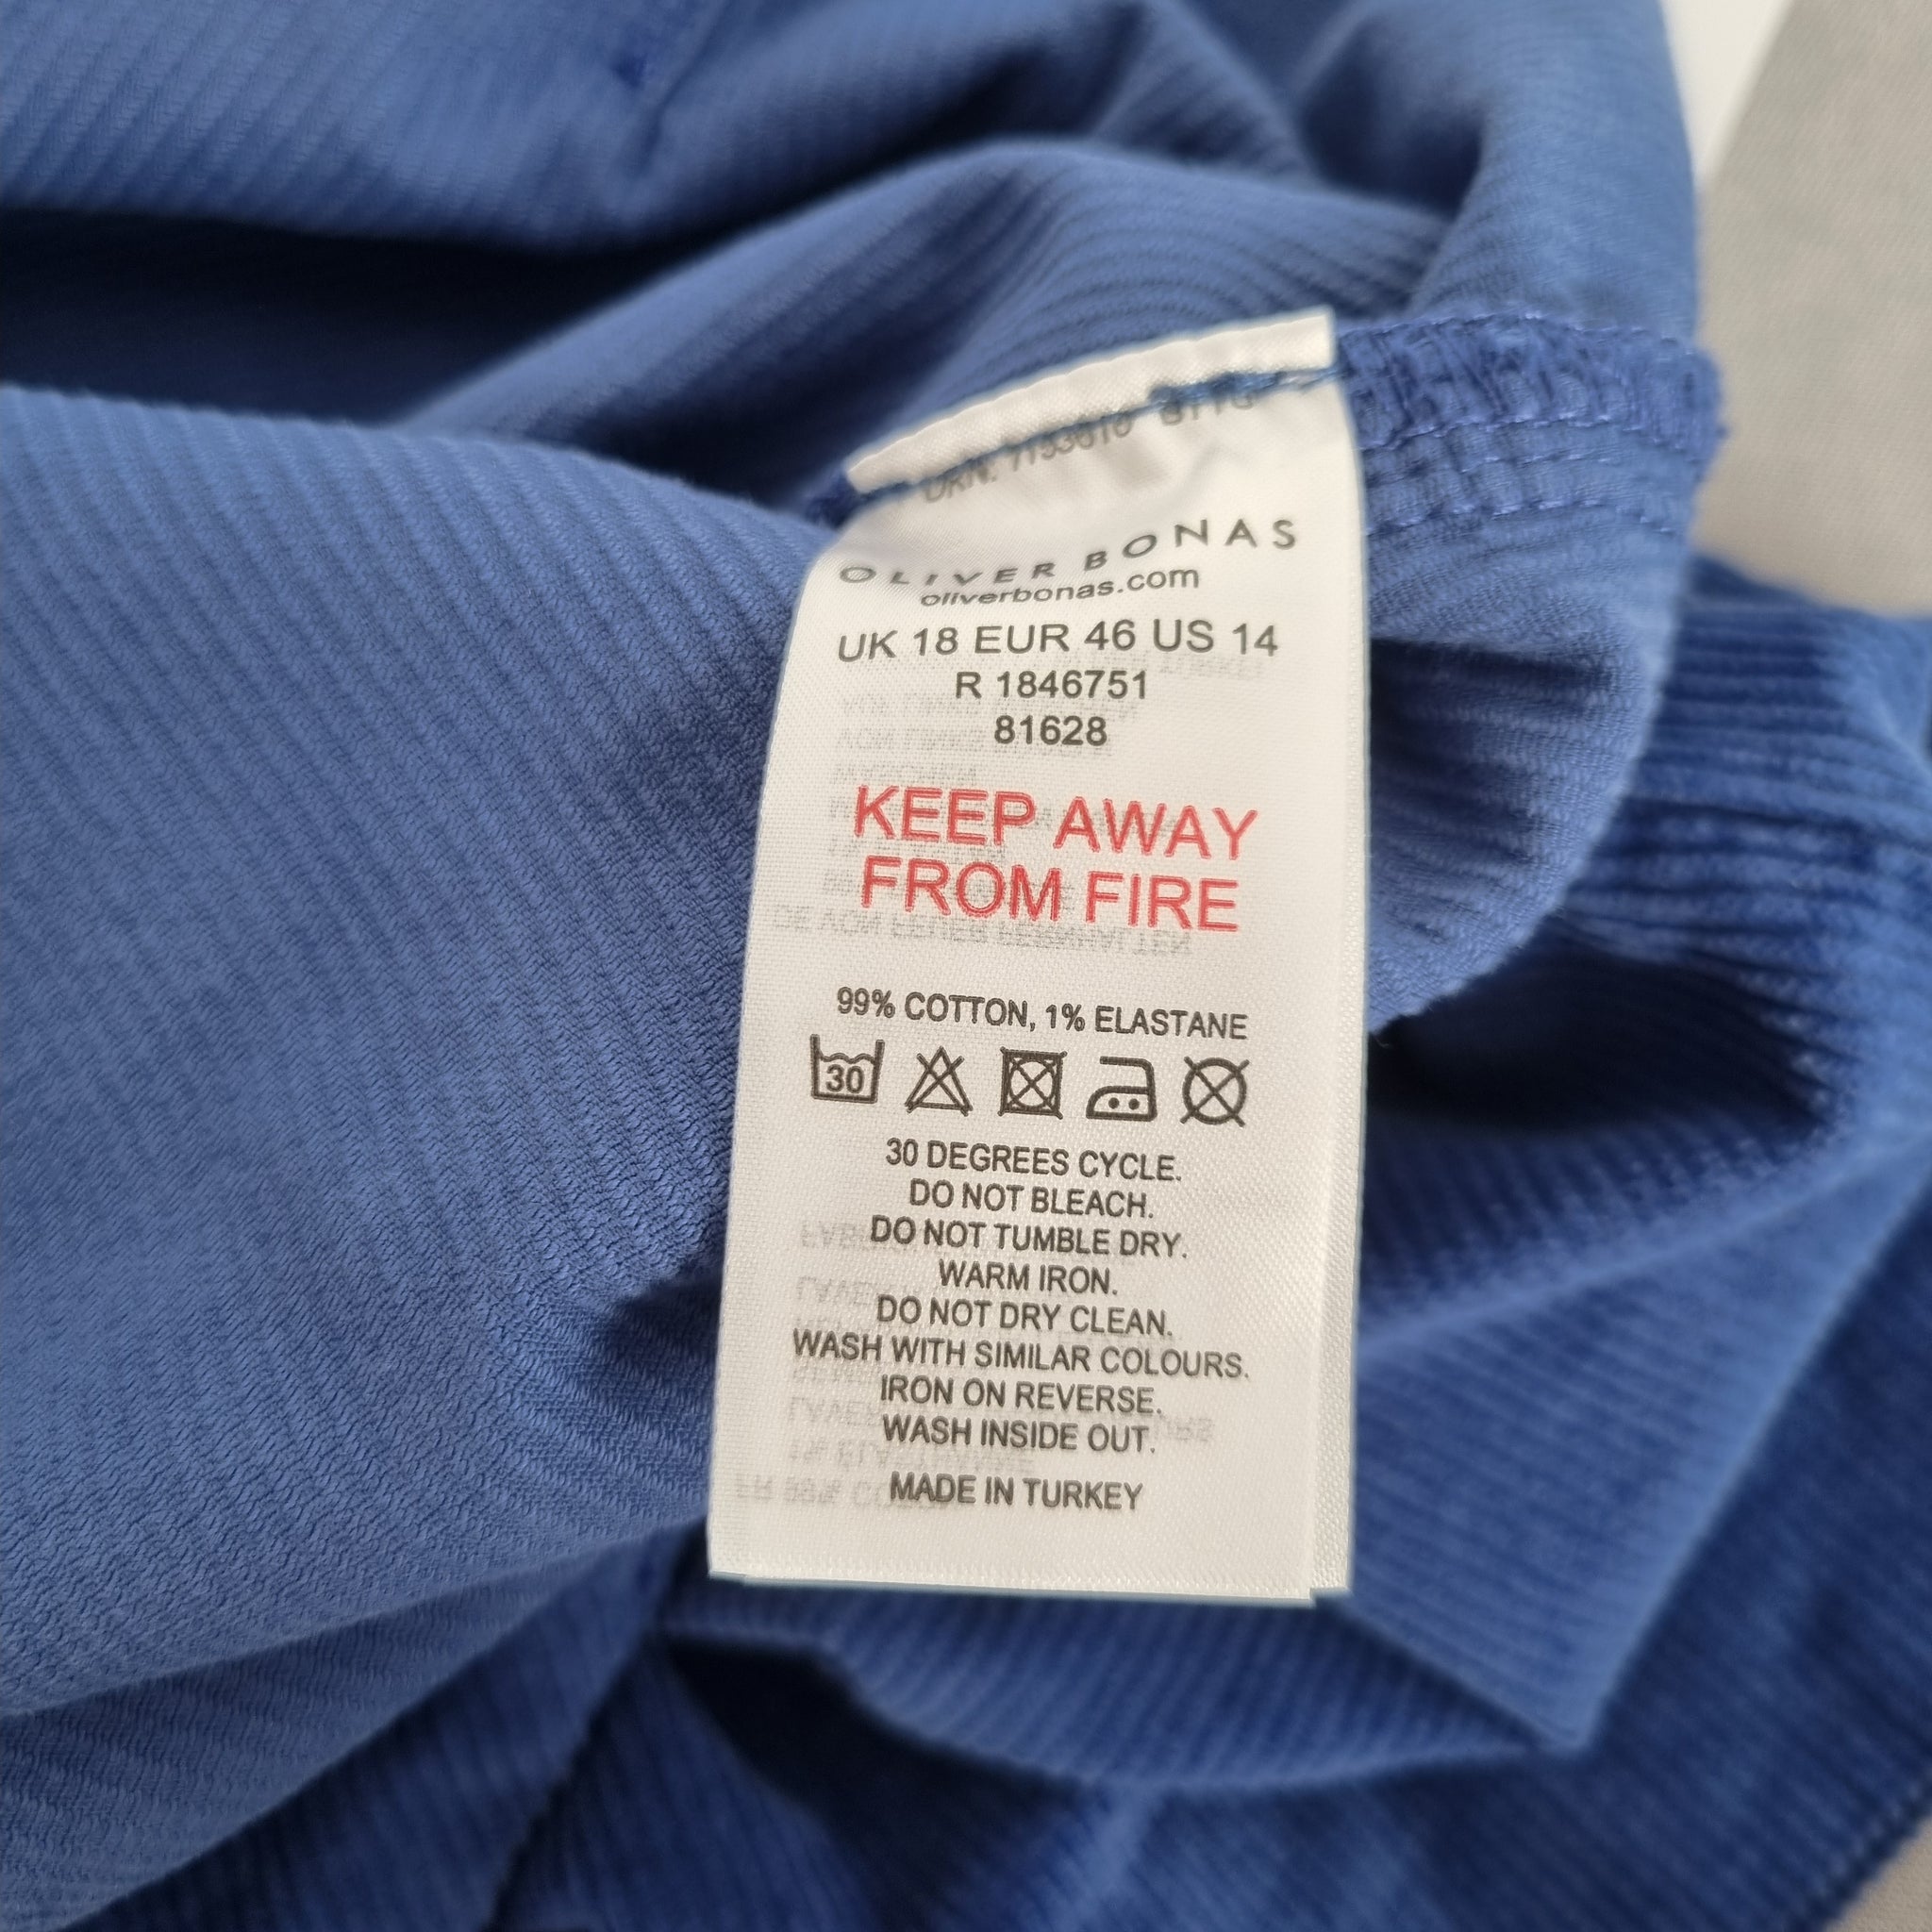 OLIVER BONAS
oliverbonas.com
UK 18 EUR 46 US 14
R 1846751
81628
KEEP AWAY
FROM FIRE
99% COTTON, 1% ELASTANE
30
30 DEGREES CYCLE.
DO NOT BLEACH.
DO NOT TUMBLE DRY.
WARM IRON.
DO NOT DRY CLEAN.
WASH WITH SIMILAR COLOURS.
IRON ON REVERSE.
WASH INSIDE OUT.
MADE IN TURKEY